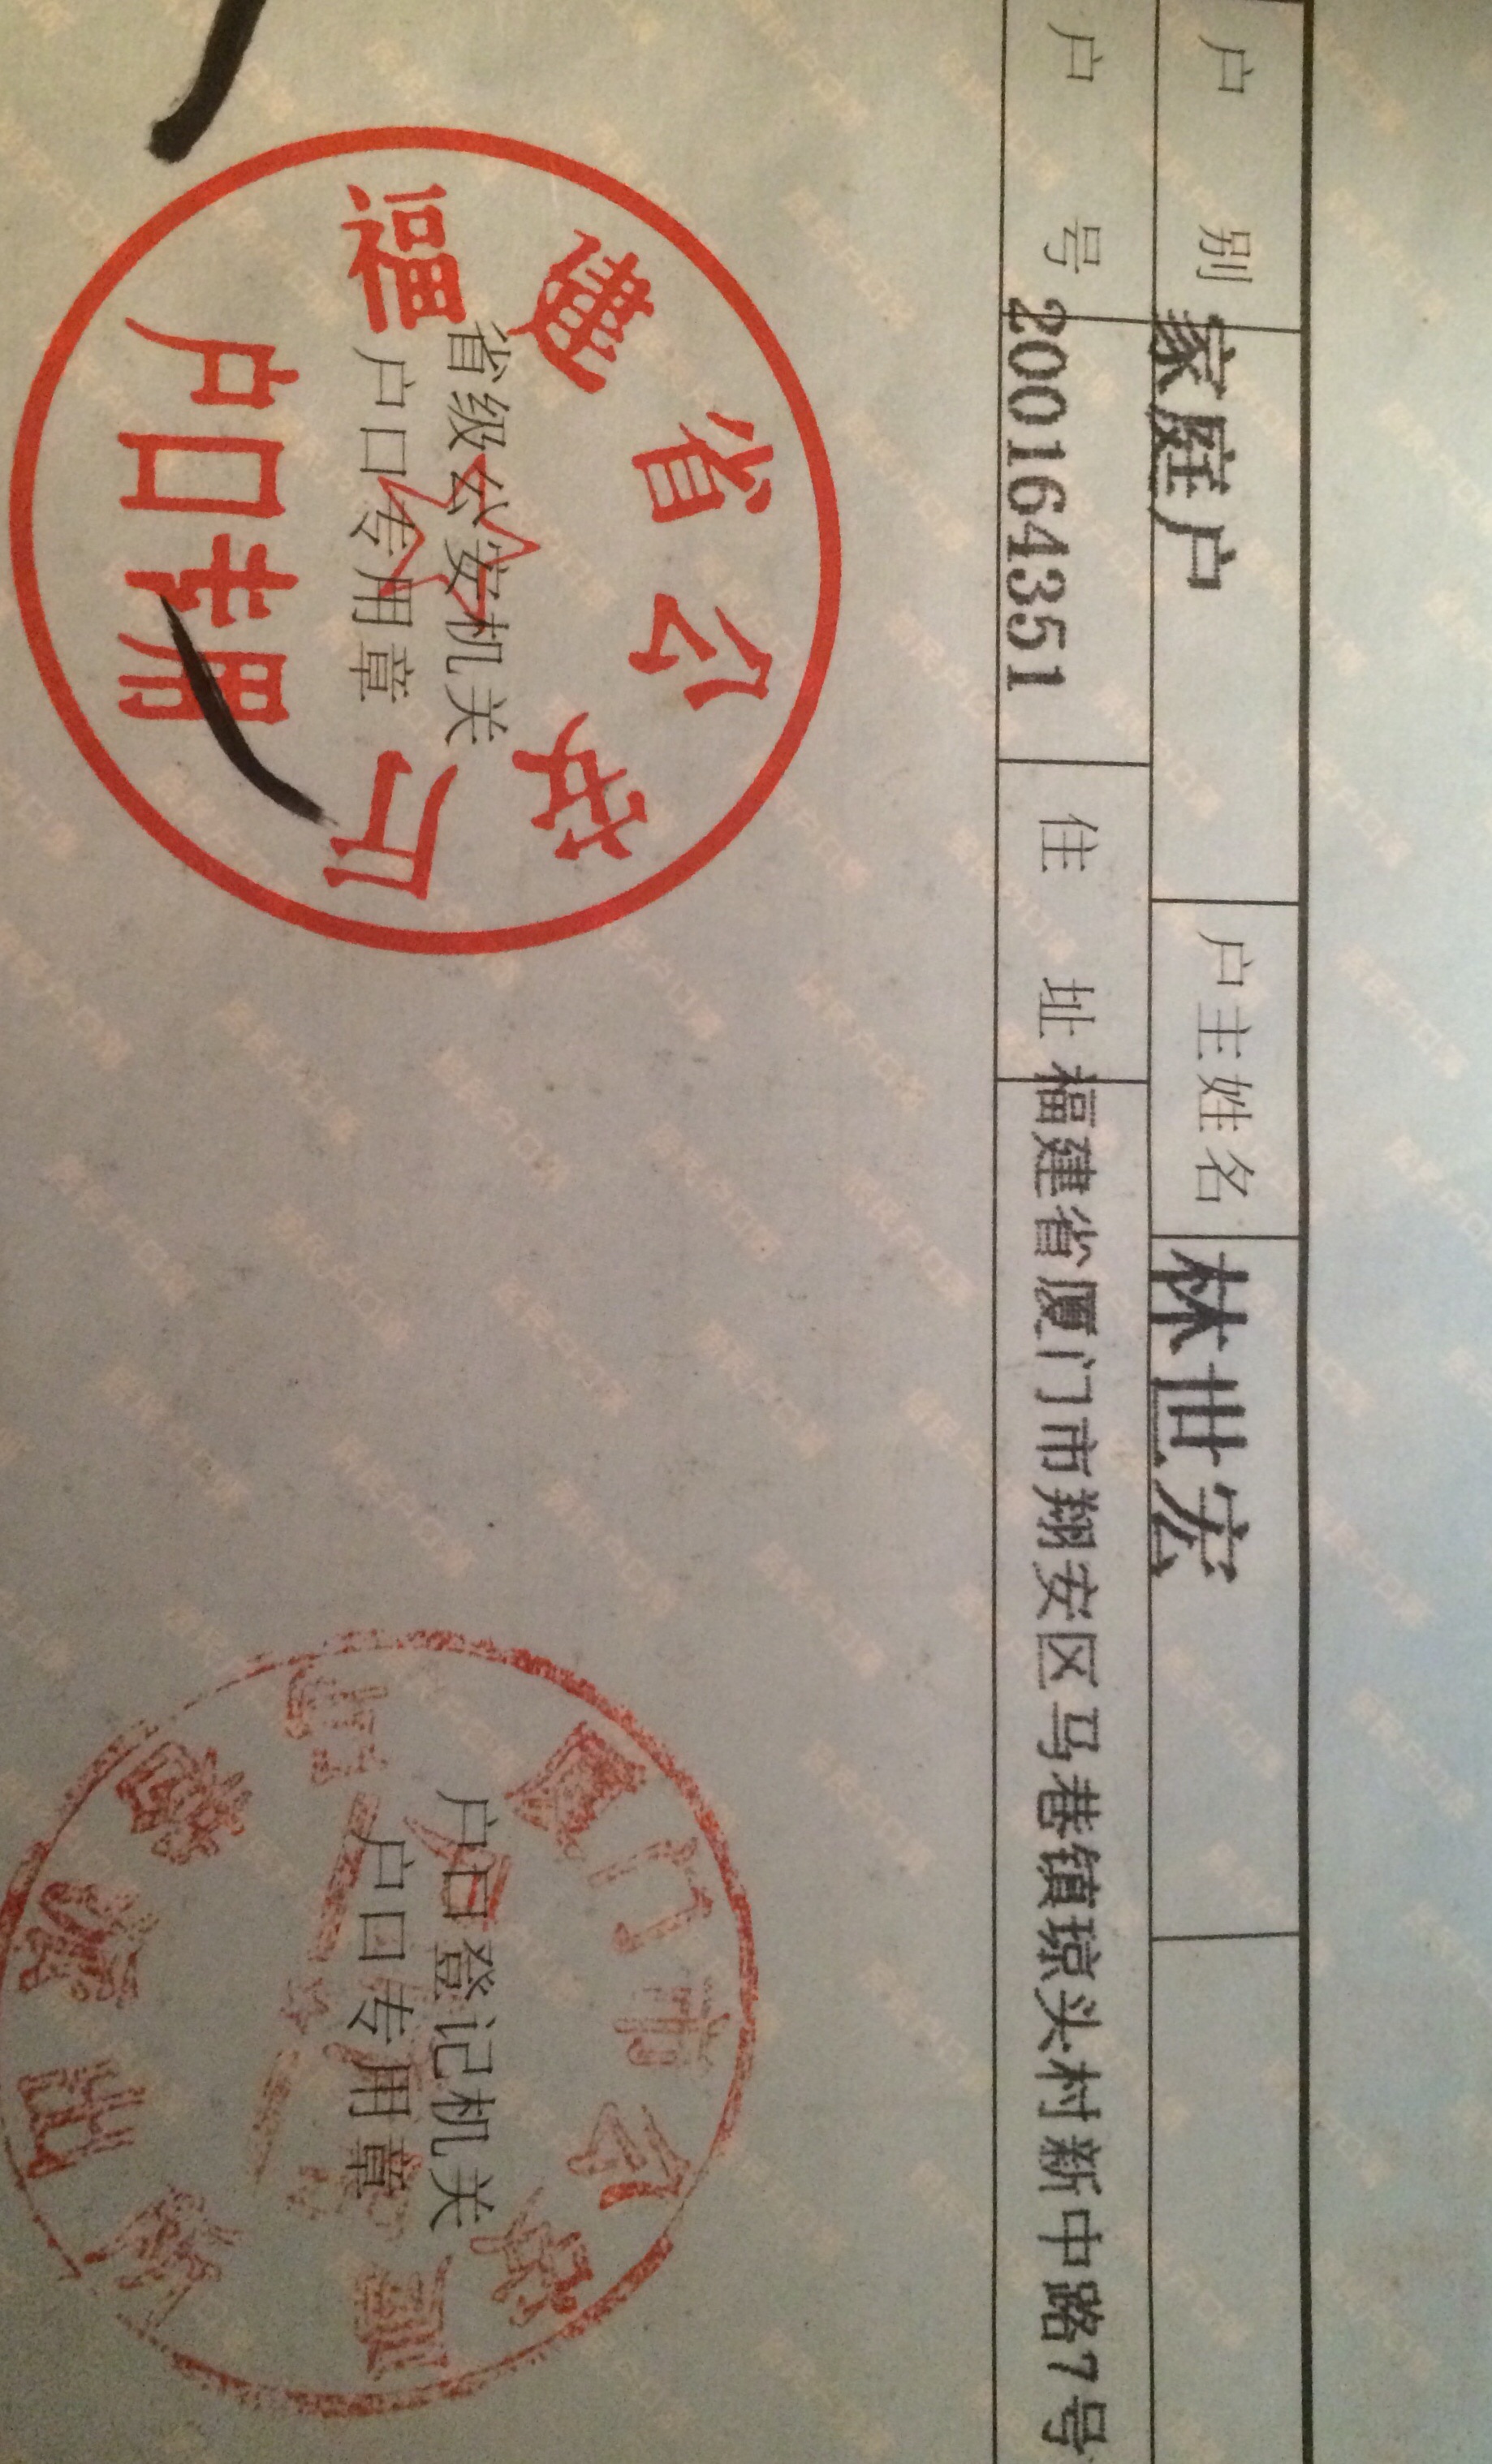 户 别 家庭户 户主姓名 林世宏
户 号 200164351 住 址 福建省厦门市翔安区马巷镇琼头村新中路7号
福建省公安厅
省级公安机关
户口专用章
户口专用
户口登记机关
户口专用章
厦门市公安局